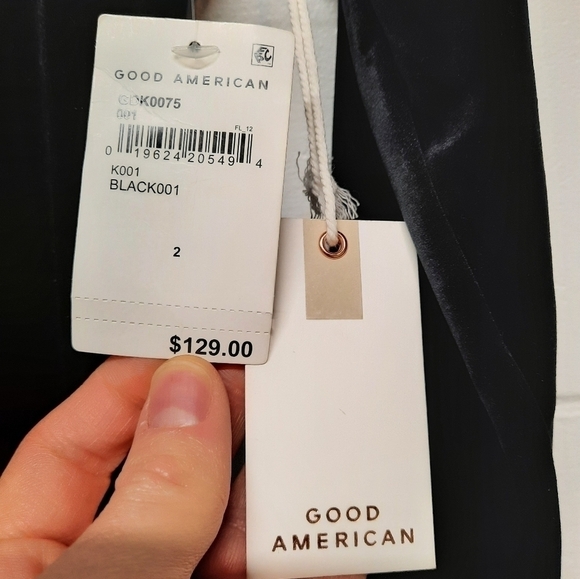 GOOD AMERICAN
GDK0075
001
FL_12
0 19624 20549 4
K001
BLACK001
2
$129.00
GOOD
AMERICAN